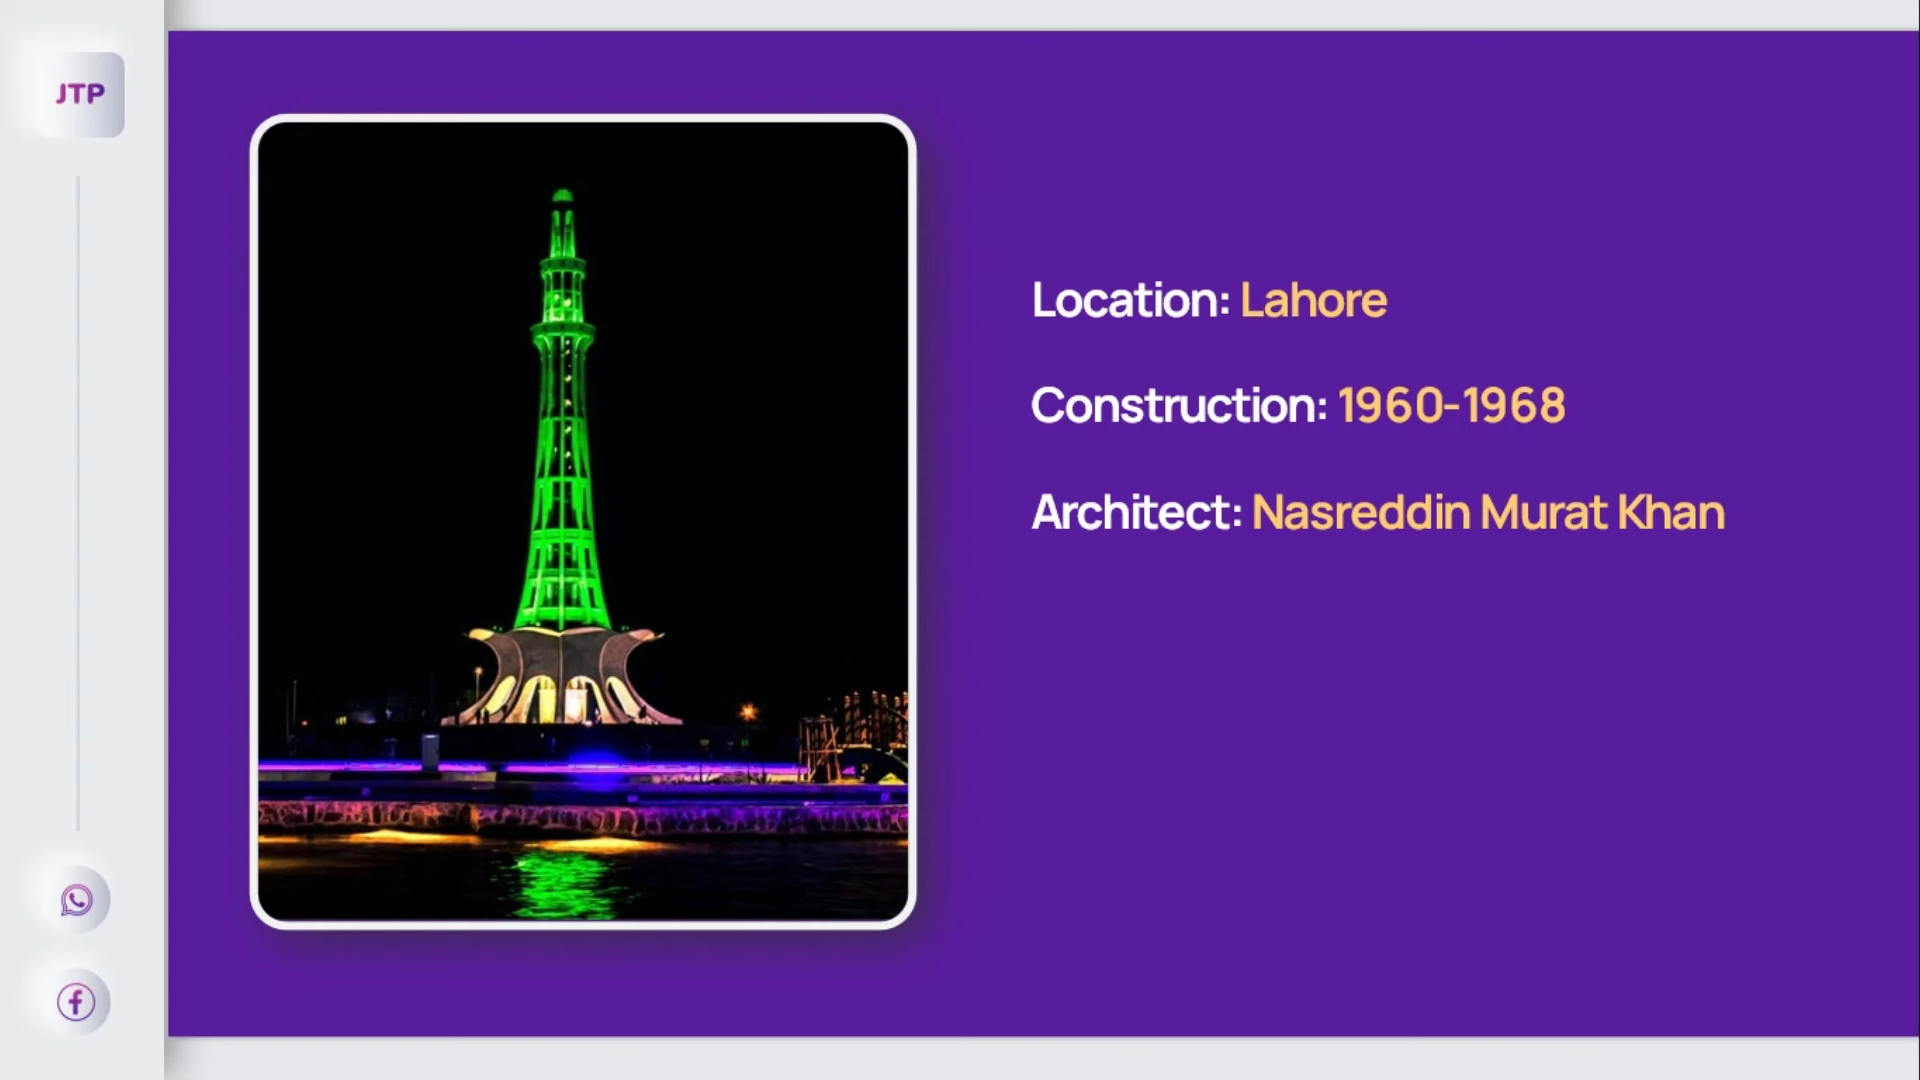 JTP
Location: Lahore
Construction: 1960-1968
Architect: Nasreddin Murat Khan